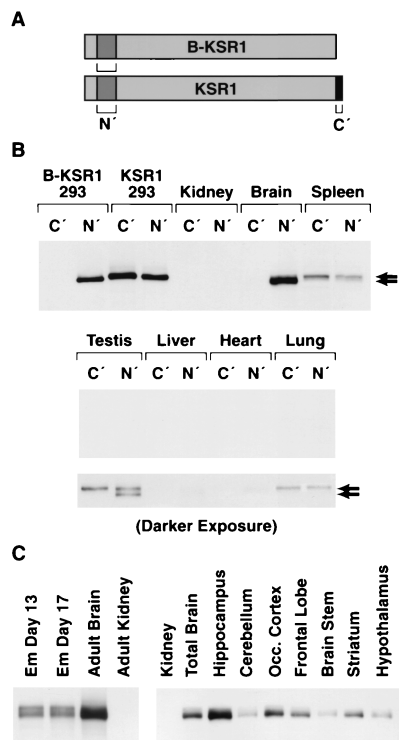 A
B-KSR1
KSR1
N´ C´
B
B-KSR1 293 KSR1 293 Kidney Brain Spleen
C´ N´ C´ N´ C´ N´ C´ N´ C´ N´
Testis Liver Heart Lung
C´ N´ C´ N´ C´ N´ C´ N´
(Darker Exposure)
C
Em Day 13
Em Day 17
Adult Brain
Adult Kidney
Kidney
Total Brain
Hippocampus
Cerebellum
Occ. Cortex
Frontal Lobe
Brain Stem
Striatum
Hypothalamus